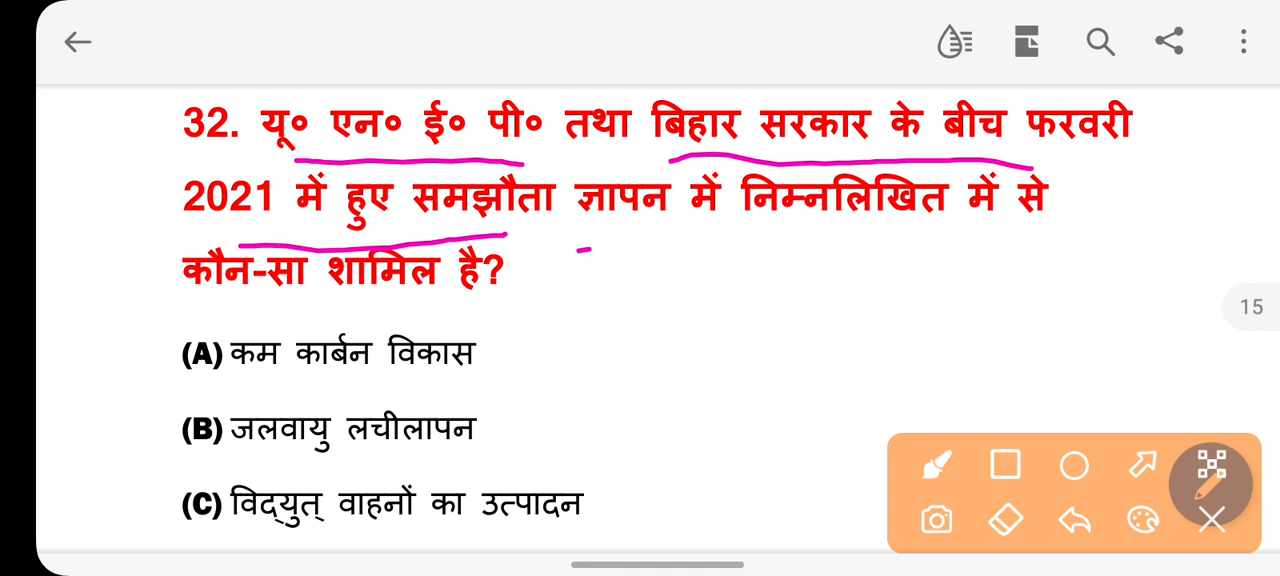 32. यू० एन० ई० पी० तथा बिहार सरकार के बीच फरवरी
2021 में हुए समझौता ज्ञापन में निम्नलिखित में से
कौन-सा शामिल है?
15
(A) कम कार्बन विकास
(B) जलवायु लचीलापन
(C) विद्युत् वाहनों का उत्पादन